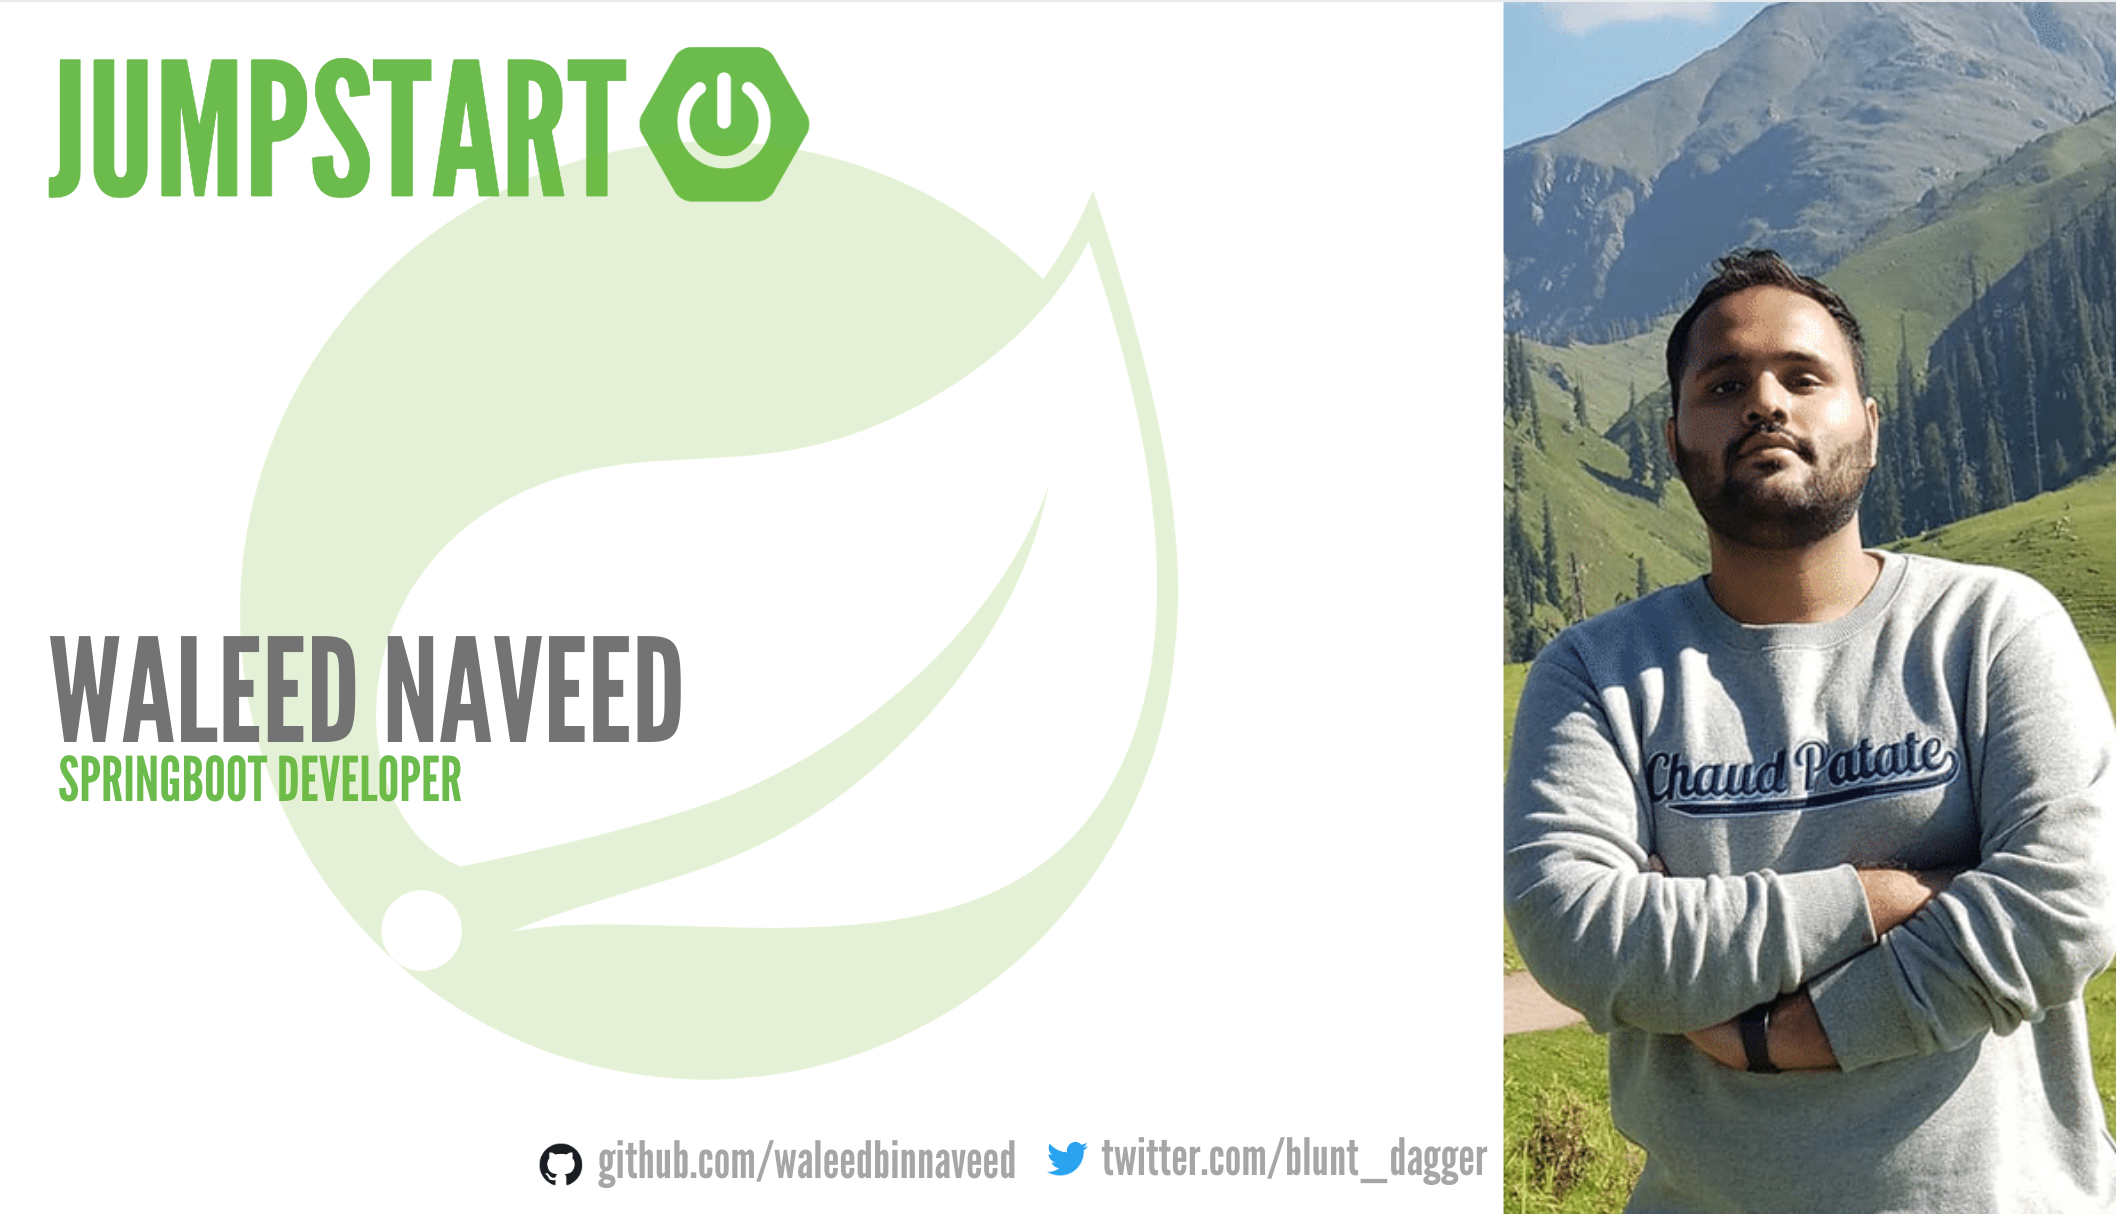 JUMPSTART
WALEED NAVEED
SPRINGBOOT DEVELOPER
Chaud Patate
github.com/waleedbinnaveed
twitter.com/blunt_dagger